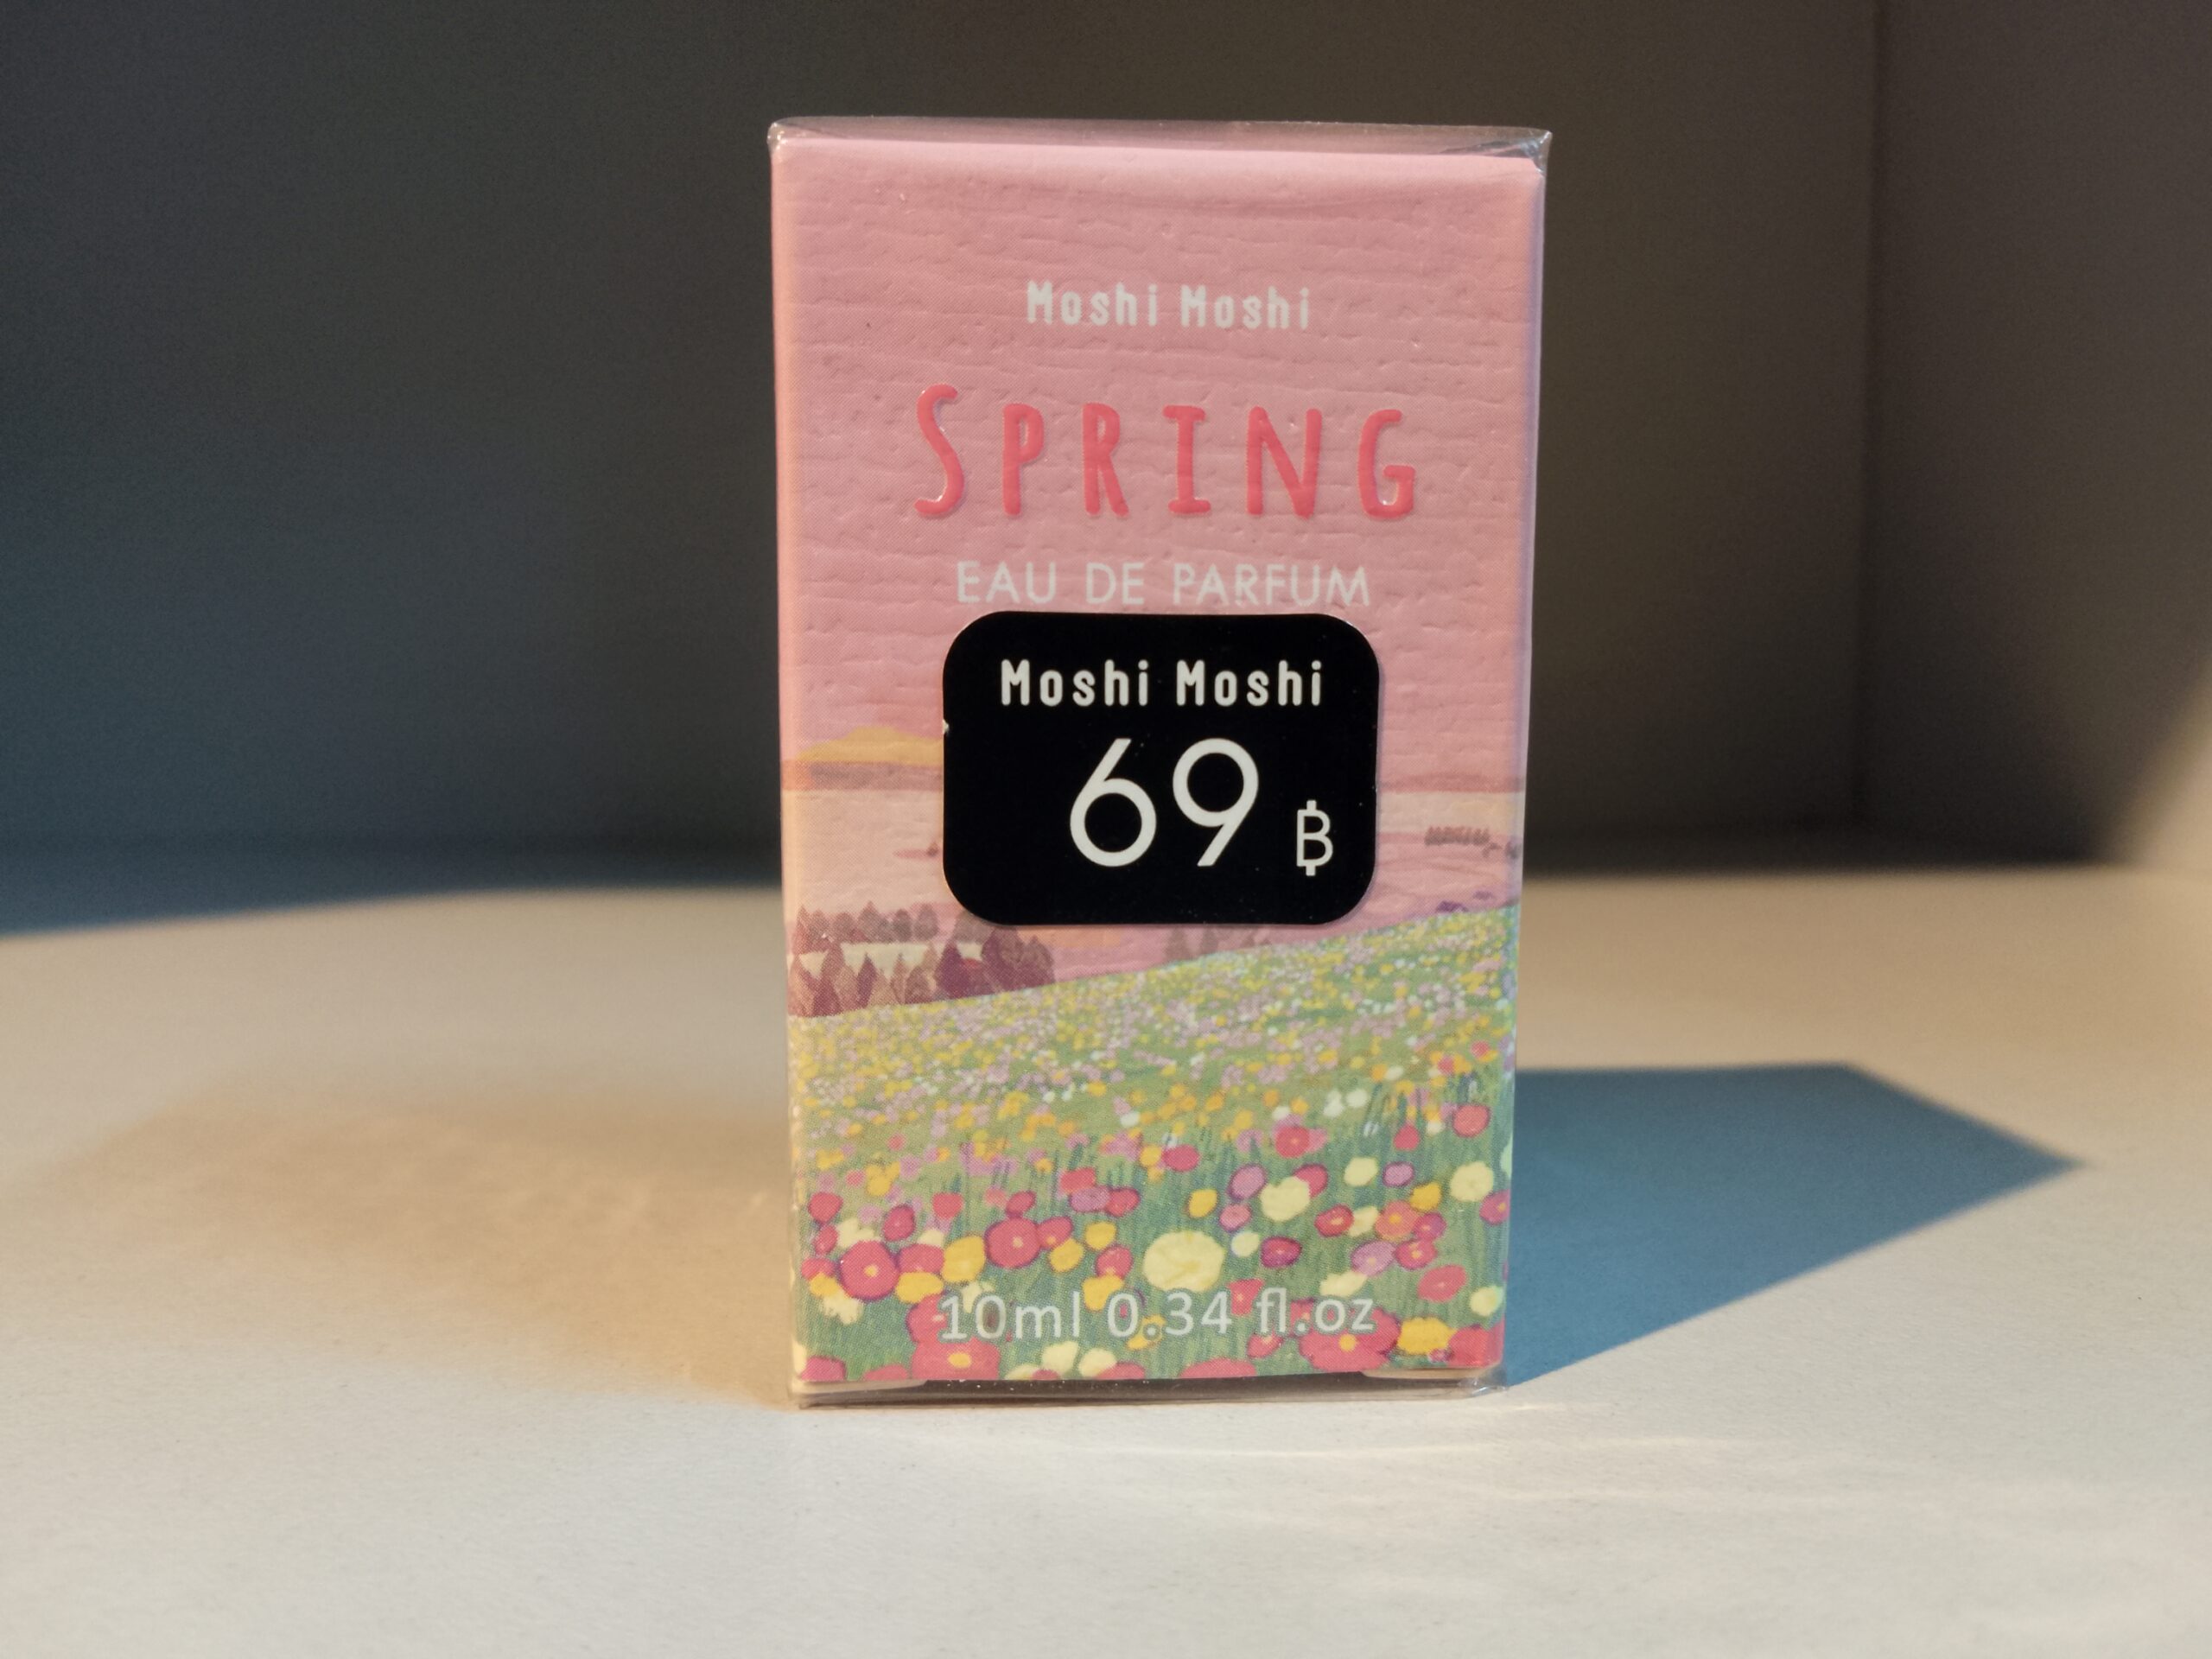 Moshi Moshi
SPRING
EAU DE PARFUM
Moshi Moshi
69 ฿
10ml 0.34 fl.oz